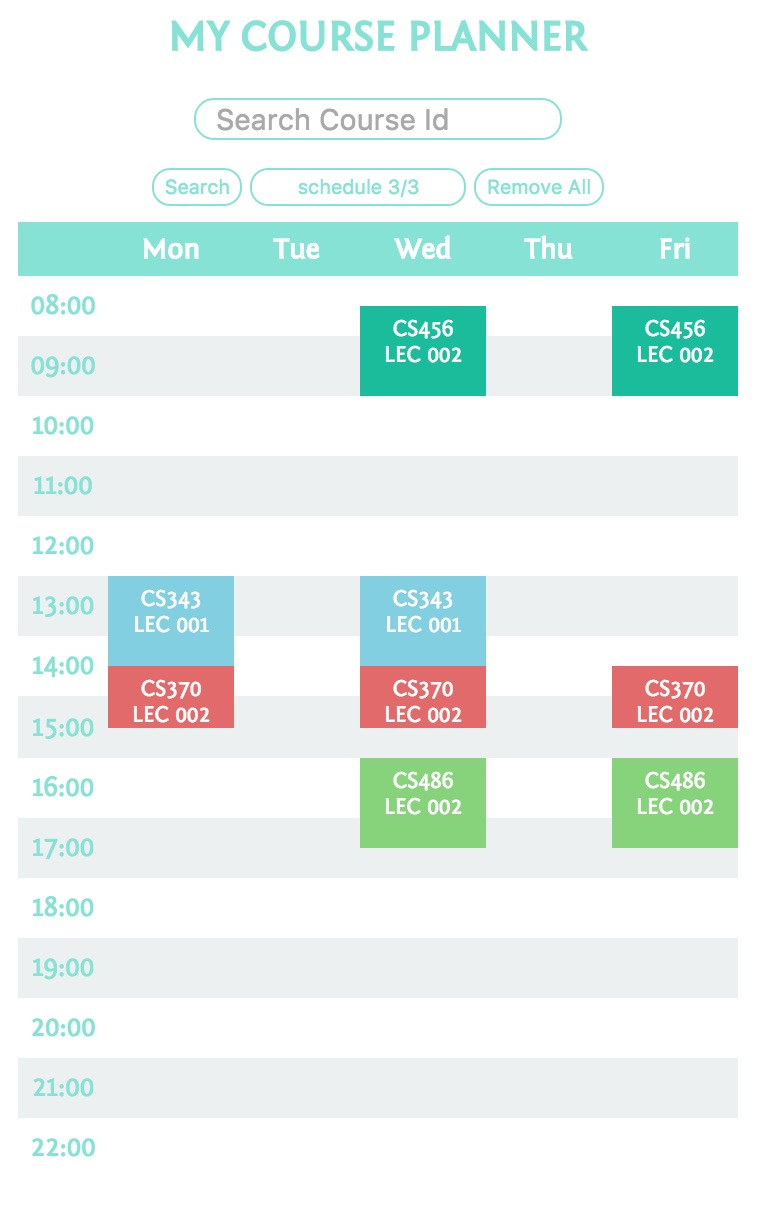 MY COURSE PLANNER
Search Course Id
Search schedule 3/3 Remove All
Mon Tue Wed Thu Fri
08:00
CS456 CS456
LEC 002 LEC 002
09:00
10:00
11:00
12:00
13:00
CS343 CS343
LEC 001 LEC 001
14:00
CS370 CS370 CS370
LEC 002 LEC 002 LEC 002
15:00
16:00
CS486 CS486
LEC 002 LEC 002
17:00
18:00
19:00
20:00
21:00
22:00